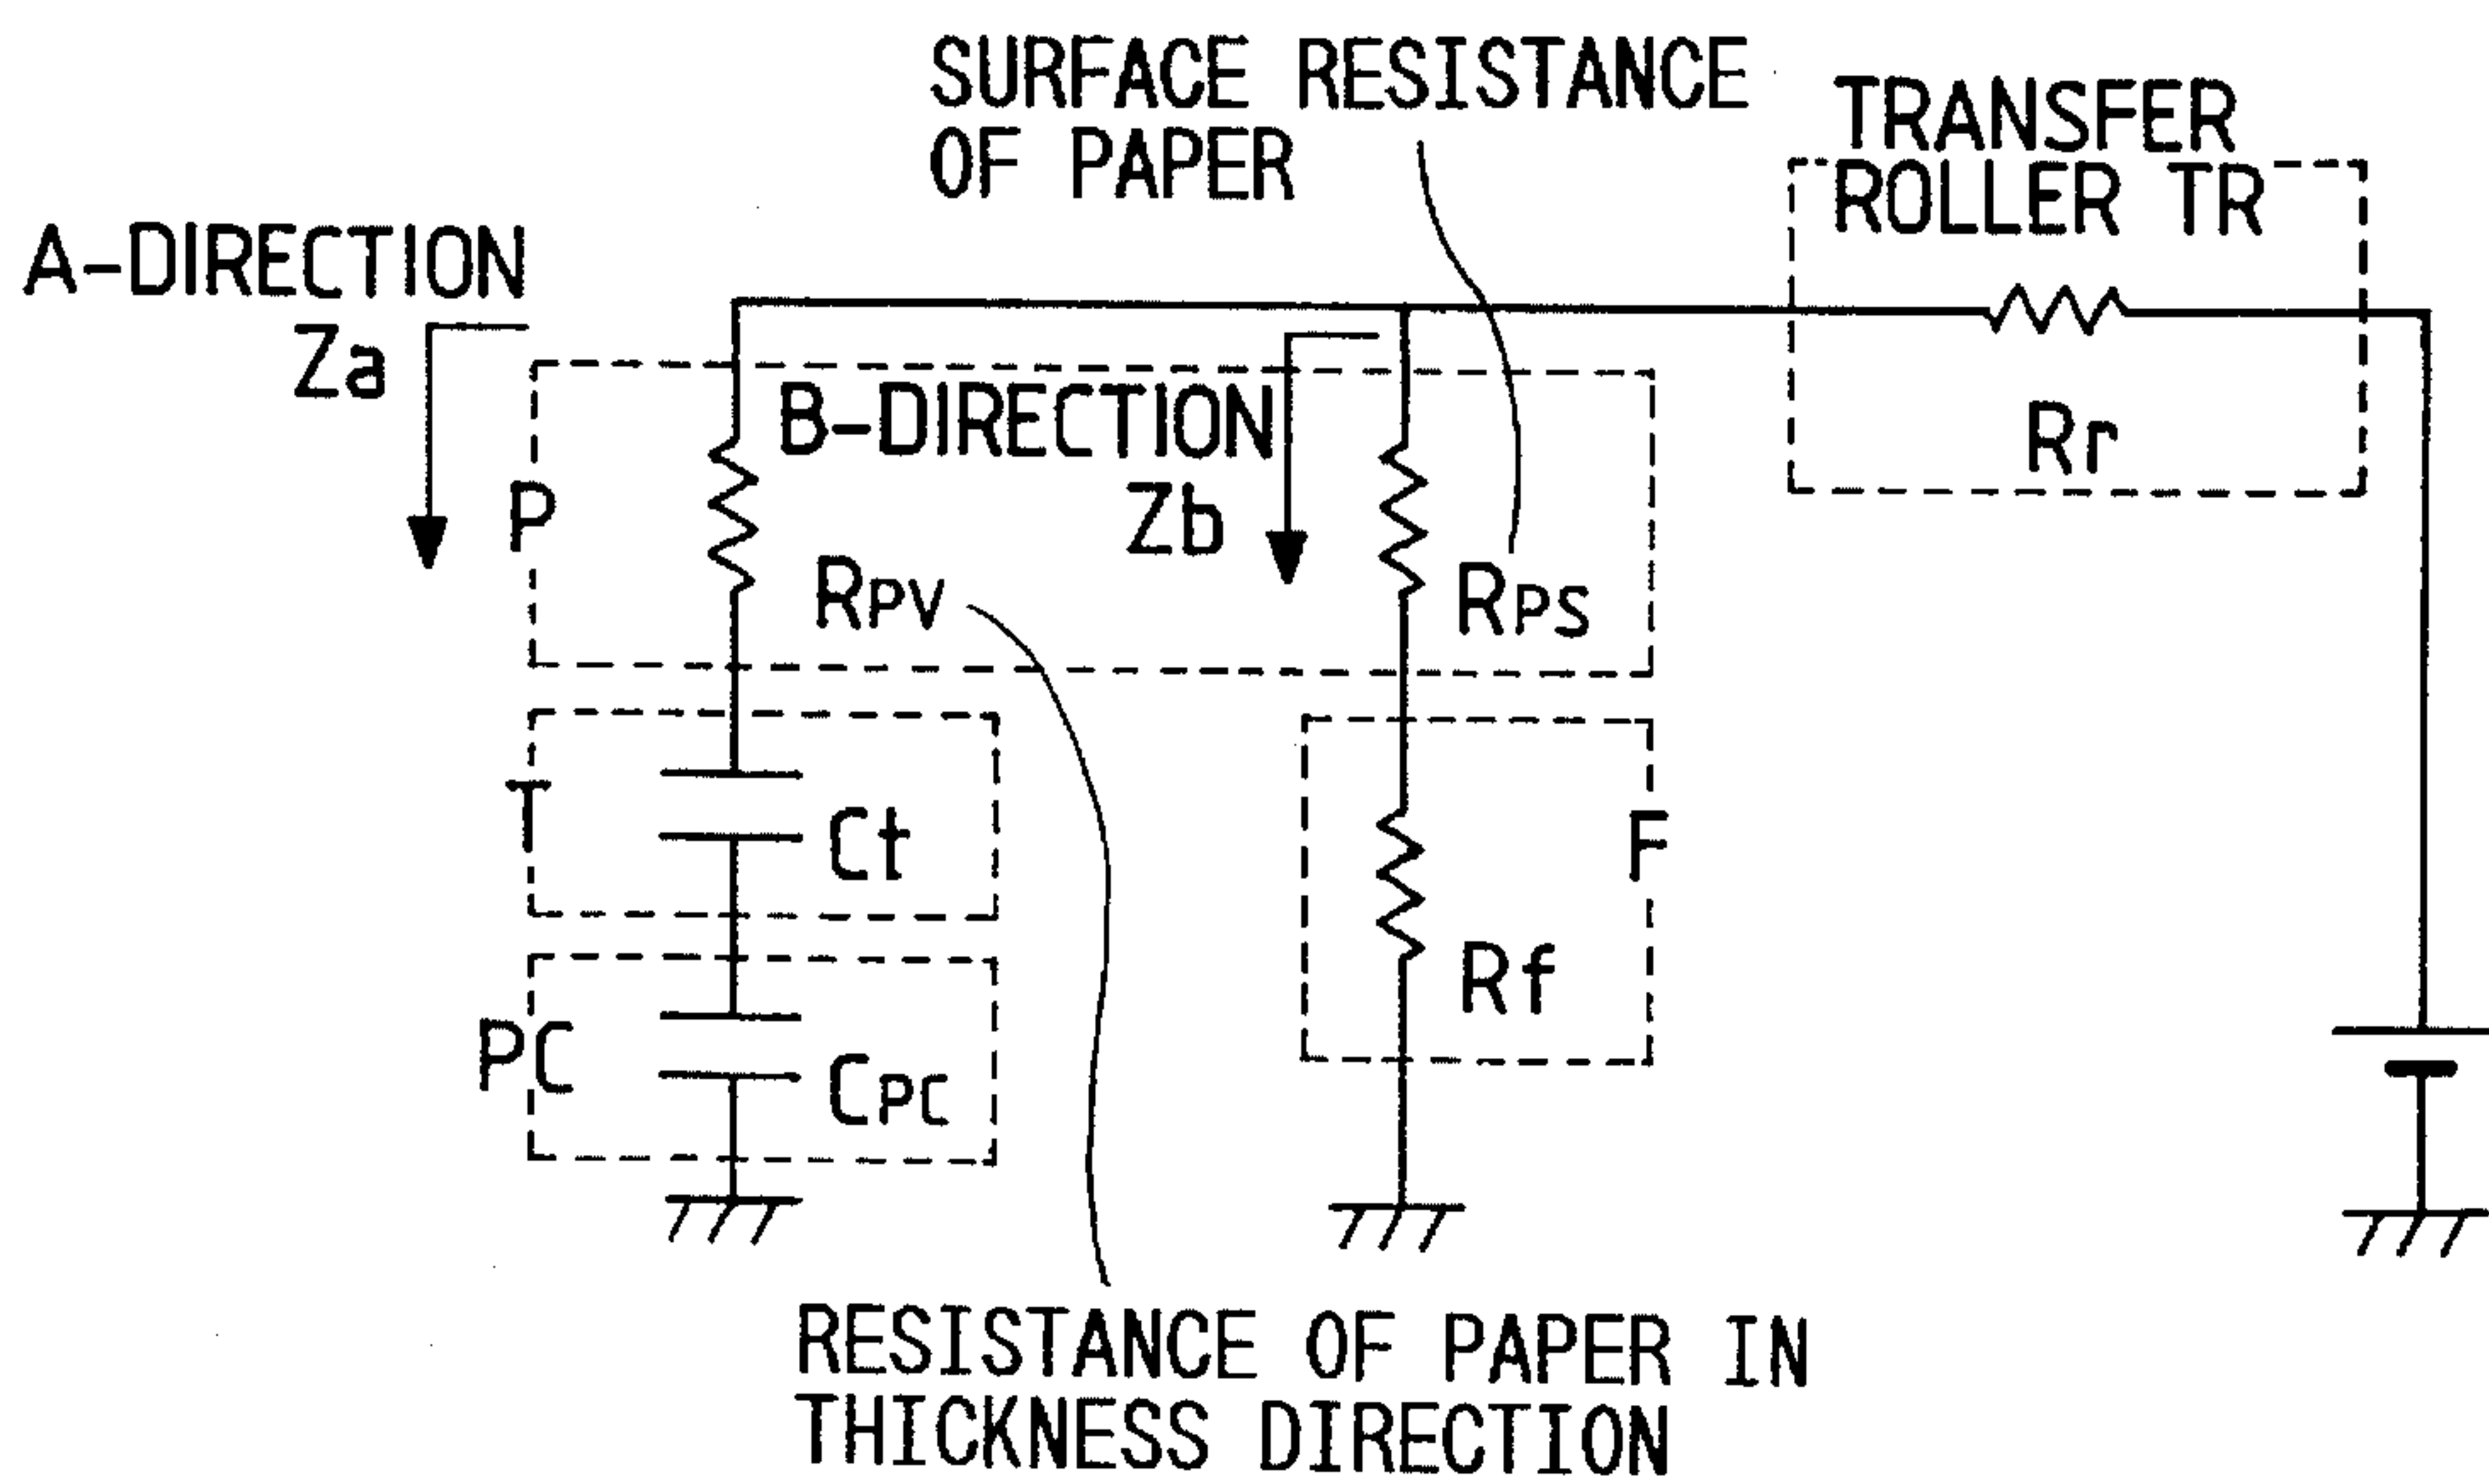 SURFACE RESISTANCE
OF PAPER
TRANSFER
ROLLER TR
A-DIRECTION
Za
B-DIRECTION
Zb
Rr
P
RPV
RPS
T
Ct
F
Rf
PC
CPC
RESISTANCE OF PAPER IN
THICKNESS DIRECTION